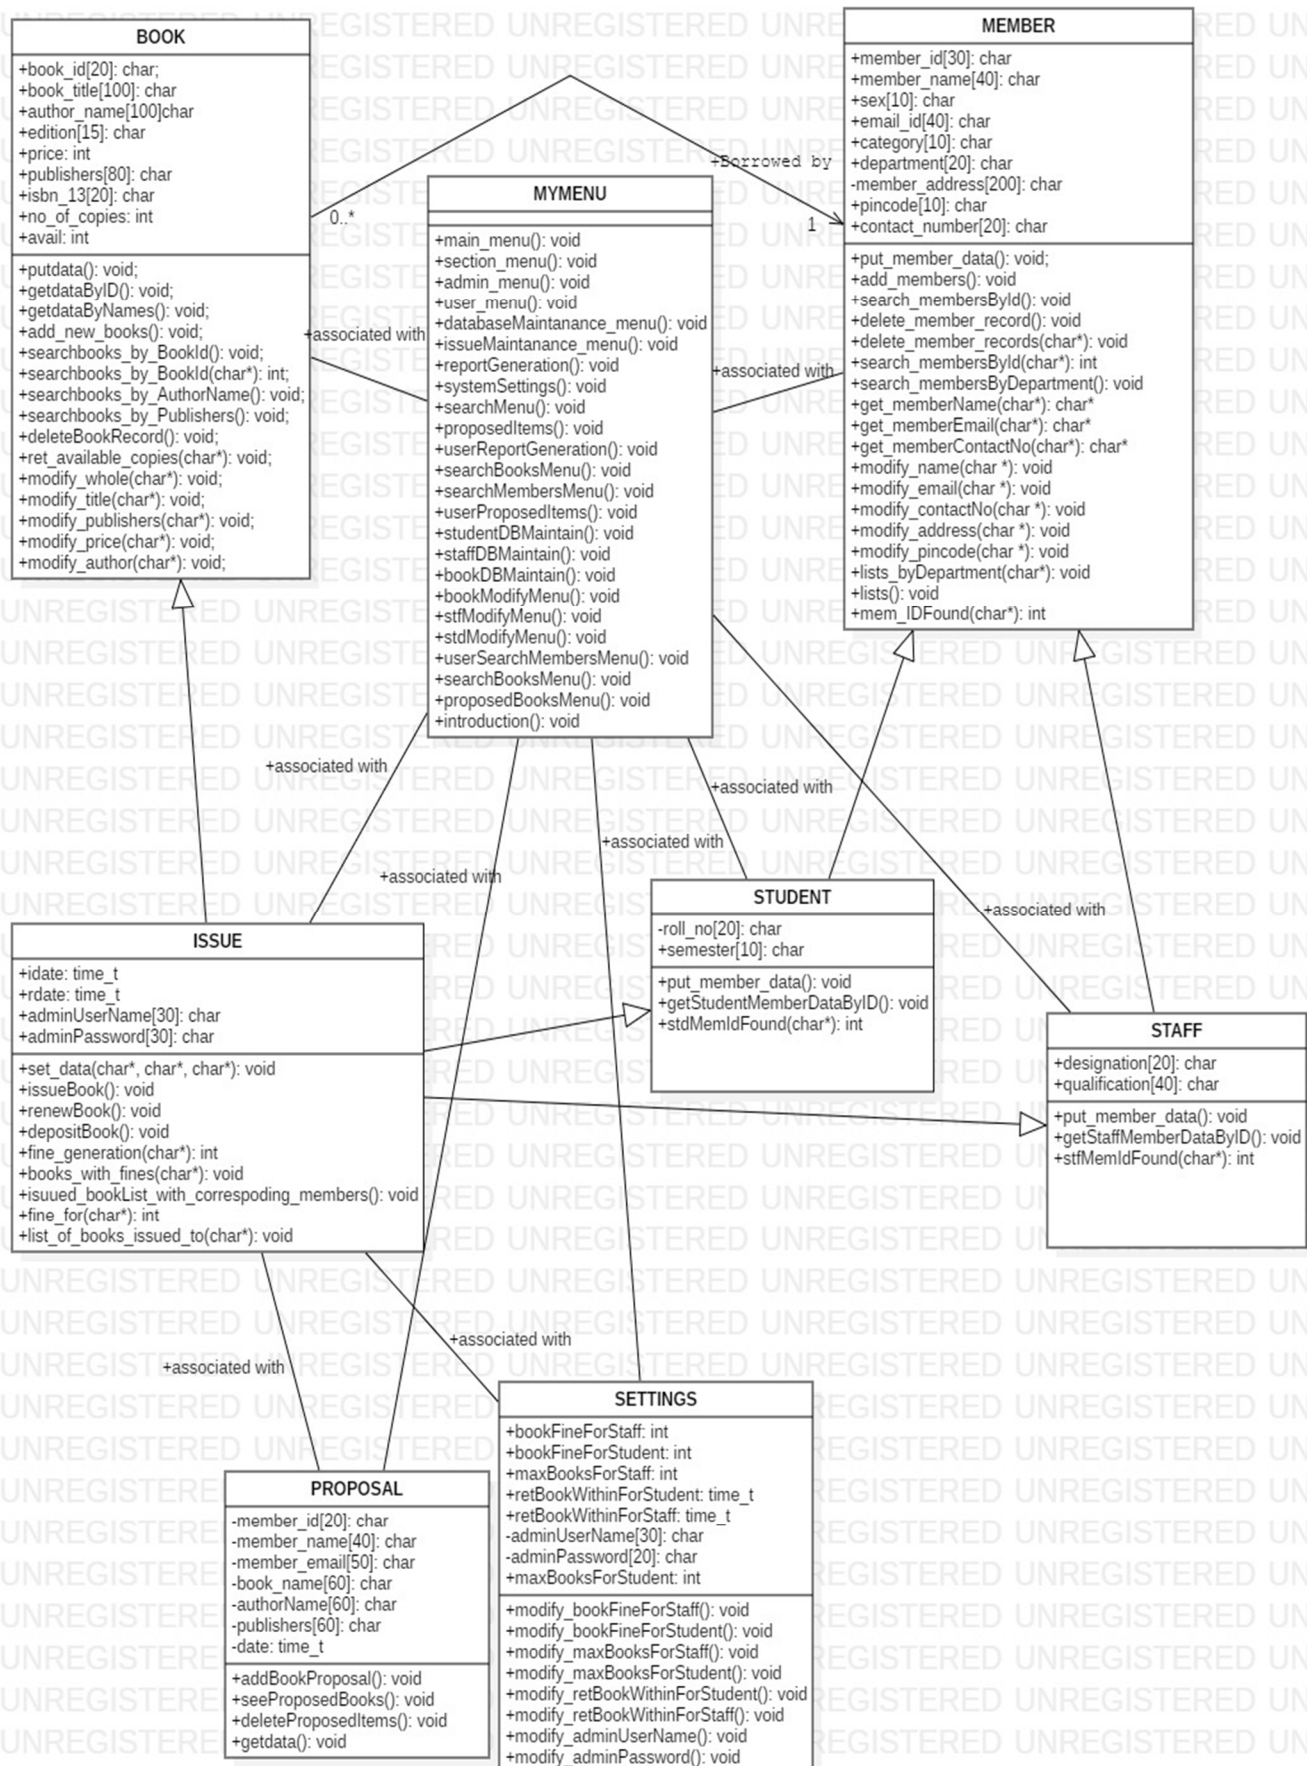 BOOK
+book_id[20]: char;
+book_title[100]: char
+author_name[100]char
+edition[15]: char
+price: int
+publishers[80]: char
+isbn_13[20]: char
+no_of_copies: int
+avail: int
+putdata(): void;
+getdataByID(): void;
+getdataByNames(): void;
+add_new_books(): void;
+searchbooks_by_BookId(): void;
+searchbooks_by_BookId(char*): int;
+searchbooks_by_AuthorName(): void;
+searchbooks_by_Publishers(): void;
+deleteBookRecord(): void;
+ret_available_copies(char*): void;
+modify_whole(char*): void;
+modify_title(char*): void;
+modify_publishers(char*): void;
+modify_price(char*): void;
+modify_author(char*): void;
0..*
+Borrowed by
1
+associated with
MYMENU
+main_menu(): void
+section_menu(): void
+admin_menu(): void
+user_menu(): void
+databaseMaintanance_menu(): void
+issueMaintanance_menu(): void
+reportGeneration(): void
+systemSettings(): void
+searchMenu(): void
+proposedItems(): void
+userReportGeneration(): void
+searchBooksMenu(): void
+searchMembersMenu(): void
+userProposedItems(): void
+studentDBMaintain(): void
+staffDBMaintain(): void
+bookDBMaintain(): void
+bookModifyMenu(): void
+stfModifyMenu(): void
+stdModifyMenu(): void
+userSearchMembersMenu(): void
+searchBooksMenu(): void
+proposedBooksMenu(): void
+introduction(): void
+associated with
MEMBER
+member_id[30]: char
+member_name[40]: char
+sex[10]: char
+email_id[40]: char
+category[10]: char
+department[20]: char
-member_address[200]: char
+pincode[10]: char
+contact_number[20]: char
+put_member_data(): void;
+add_members(): void
+search_membersById(): void
+delete_member_record(): void
+delete_member_records(char*): void
+search_membersById(char*): int
+search_membersByDepartment(): void
+get_memberName(char*): char*
+get_memberEmail(char*): char*
+get_memberContactNo(char*): char*
+modify_name(char *): void
+modify_email(char *): void
+modify_contactNo(char *): void
+modify_address(char *): void
+modify_pincode(char *): void
+lists_byDepartment(char*): void
+lists(): void
+mem_IDFound(char*): int
+associated with
+associated with
+associated with
+associated with
+associated with
ISSUE
+idate: time_t
+rdate: time_t
+adminUserName[30]: char
+adminPassword[30]: char
+set_data(char*, char*, char*): void
+issueBook(): void
+renewBook(): void
+depositBook(): void
+fine_generation(char*): int
+books_with_fines(char*): void
+isuued_bookList_with_correspoding_members(): void
+fine_for(char*): int
+list_of_books_issued_to(char*): void
STUDENT
-roll_no[20]: char
+semester[10]: char
+put_member_data(): void
+getStudentMemberDataByID(): void
+stdMemIdFound(char*): int
STAFF
+designation[20]: char
+qualification[40]: char
+put_member_data(): void
+getStaffMemberDataByID(): void
+stfMemIdFound(char*): int
+associated with
+associated with
PROPOSAL
-member_id[20]: char
-member_name[40]: char
-member_email[50]: char
-book_name[60]: char
-authorName[60]: char
-publishers[60]: char
-date: time_t
+addBookProposal(): void
+seeProposedBooks(): void
+deleteProposedItems(): void
+getdata(): void
SETTINGS
+bookFineForStaff: int
+bookFineForStudent: int
+maxBooksForStaff: int
+retBookWithinForStudent: time_t
+retBookWithinForStaff: time_t
-adminUserName[30]: char
-adminPassword[20]: char
+maxBooksForStudent: int
+modify_bookFineForStaff(): void
+modify_bookFineForStudent(): void
+modify_maxBooksForStaff(): void
+modify_maxBooksForStudent(): void
+modify_retBookWithinForStudent(): void
+modify_retBookWithinForStaff(): void
+modify_adminUserName(): void
+modify_adminPassword(): void